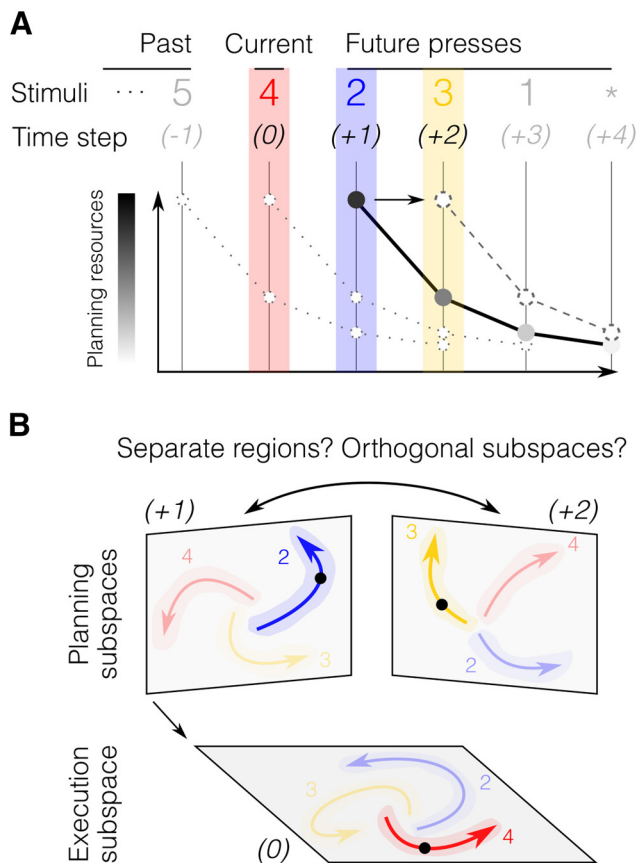 A
Past Current Future presses
Stimuli ··· 5 4 2 3 1 *
Time step (-1) (0) (+1) (+2) (+3) (+4)
Planning resources
B
Separate regions? Orthogonal subspaces?
(+1) (+2)
Planning
subspaces
4 2 3
3 4 2
Execution
subspace
3 2 4
(0)